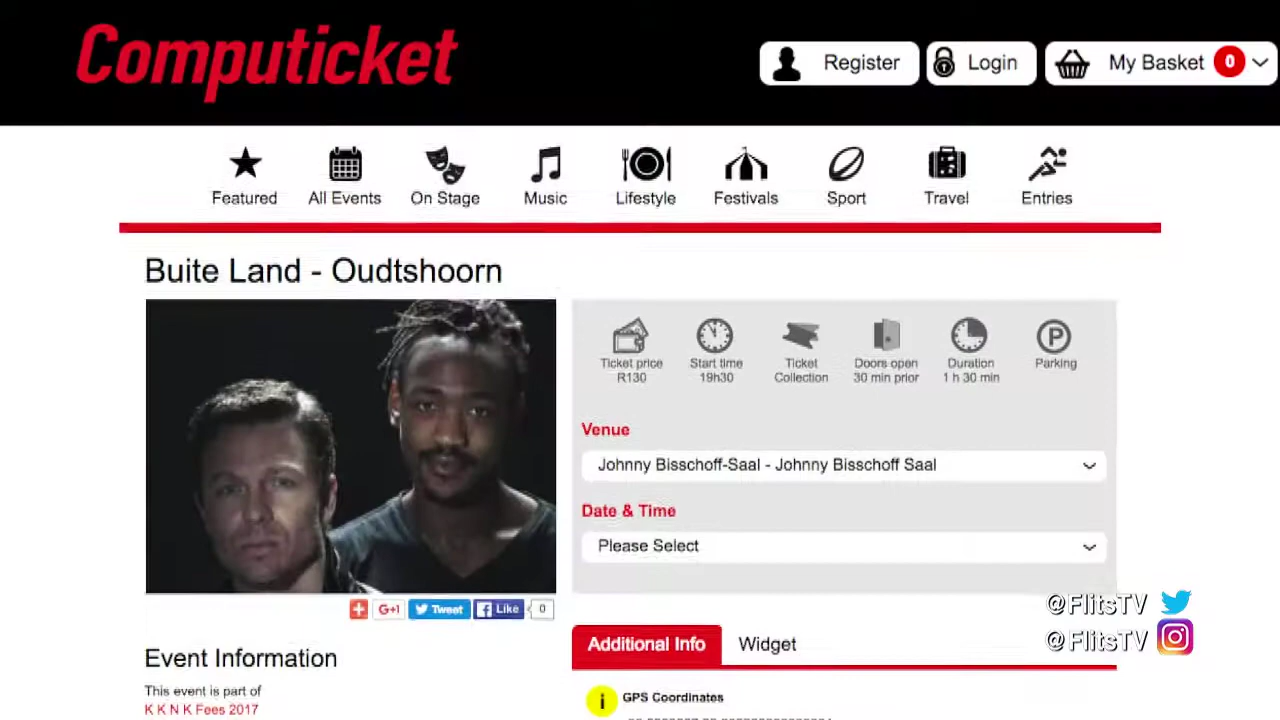 Computicket
Register
Login
My Basket 0
Featured
All Events
On Stage
Music
Lifestyle
Festivals
Sport
Travel
Entries
Buite Land - Oudtshoorn
Ticket price
R130
Start time
19h30
Ticket
Collection
Doors open
30 min prior
Duration
1 h 30 min
P
Parking
Venue
Johnny Bisschoff-Saal - Johnny Bisschoff Saal
Date & Time
Please Select
G+1
Tweet
f Like
0
@FlitsTV
@FlitsTV
Event Information
This event is part of
K K N K Fees 2017
Additional Info
Widget
i GPS Coordinates